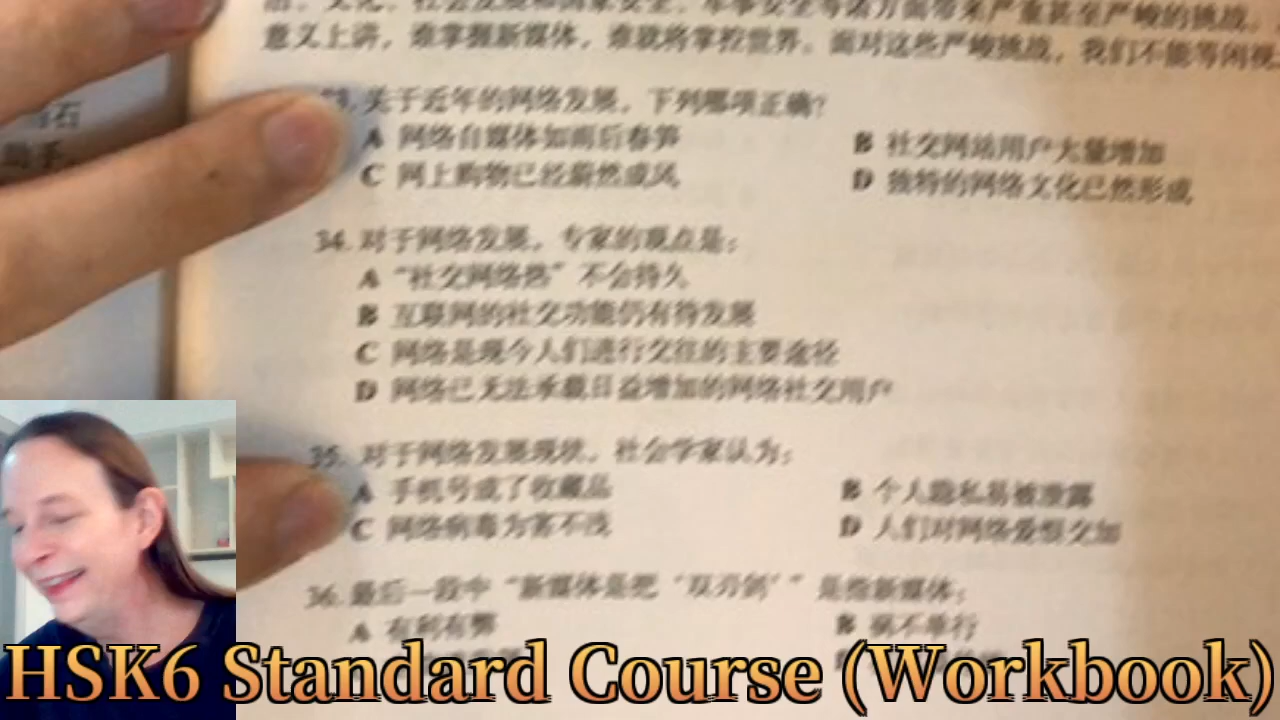 意义上讲，谁掌握新媒体，谁就将掌控世界。面对这些严峻挑战，我们不能等闲视
33. 关于近年的网络发展，下列哪项正确？
A 网络自媒体如雨后春笋
B 社交网站用户大量增加
C 网上购物已经蔚然成风
D 独特的网络文化已然形成
34. 对于网络发展，专家的观点是：
A “社交网络热”不会持久
B 互联网的社交功能仍有待发展
C 网络是现今人们进行交往的主要途径
D 网络已无法承载日益增加的网络社交用户
35. 对于网络发展现状，社会学家认为：
A 手机号成了收藏品
B 个人隐私易被泄露
C 网络病毒为害不浅
D 人们对网络爱恨交加
36. 最后一段中“新媒体是把‘双刃剑’”是指新媒体：
A 有利有弊
B 祸不单行
HSK6 Standard Course (Workbook)